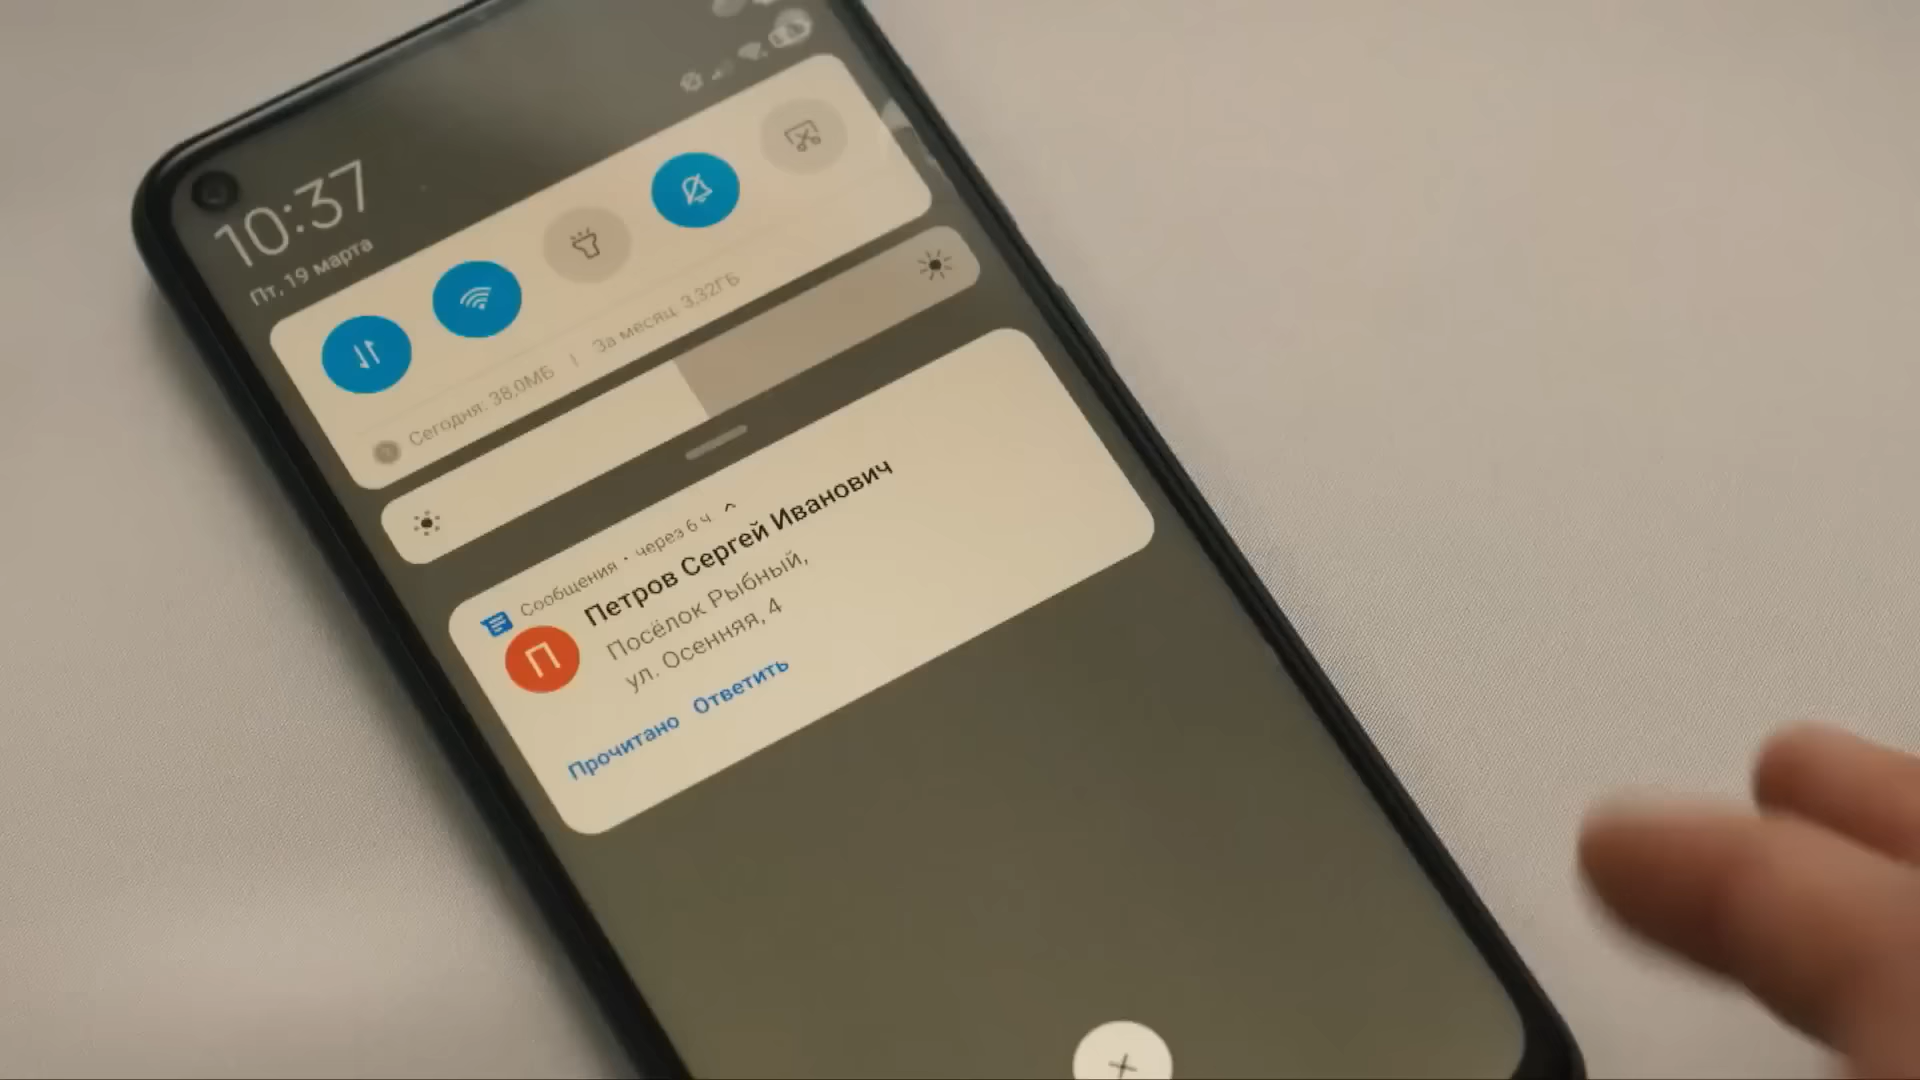 10:37
Пт, 19 марта
Сегодня: 38,0МБ | За месяц: 3,32ГБ
Сообщения · через 6 ч
Петров Сергей Иванович
Посёлок Рыбный,
ул. Осенняя, 4
П
Прочитано Ответить